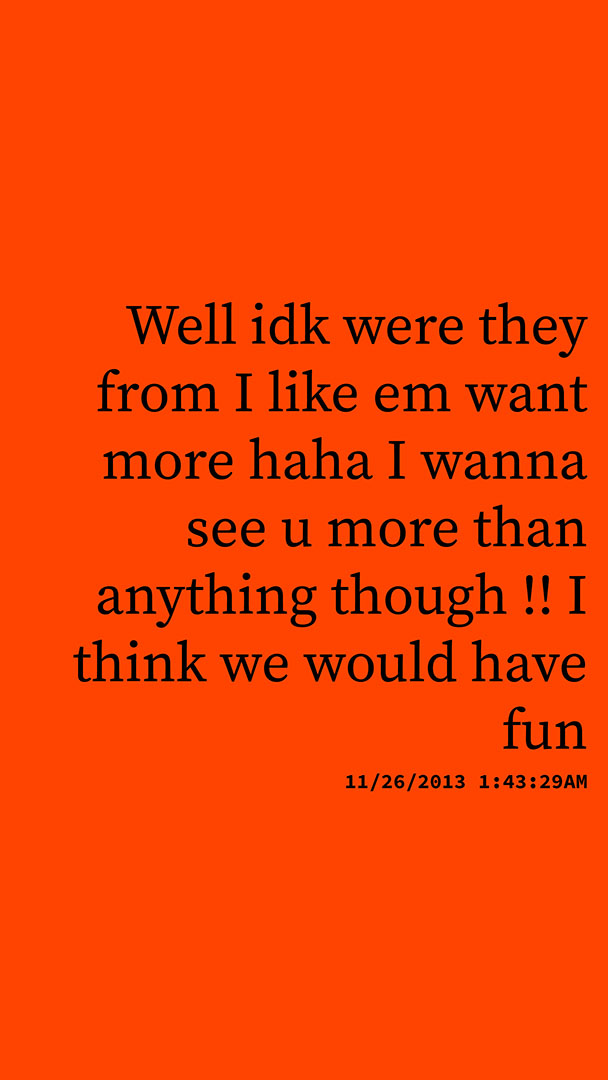 Well idk were they
from I like em want
more haha I wanna
see u more than
anything though !! I
think we would have
fun
11/26/2013 1:43:29AM